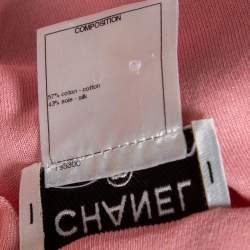 COMPOSITION
57% coton - cotton
43% soie - silk
CHANEL